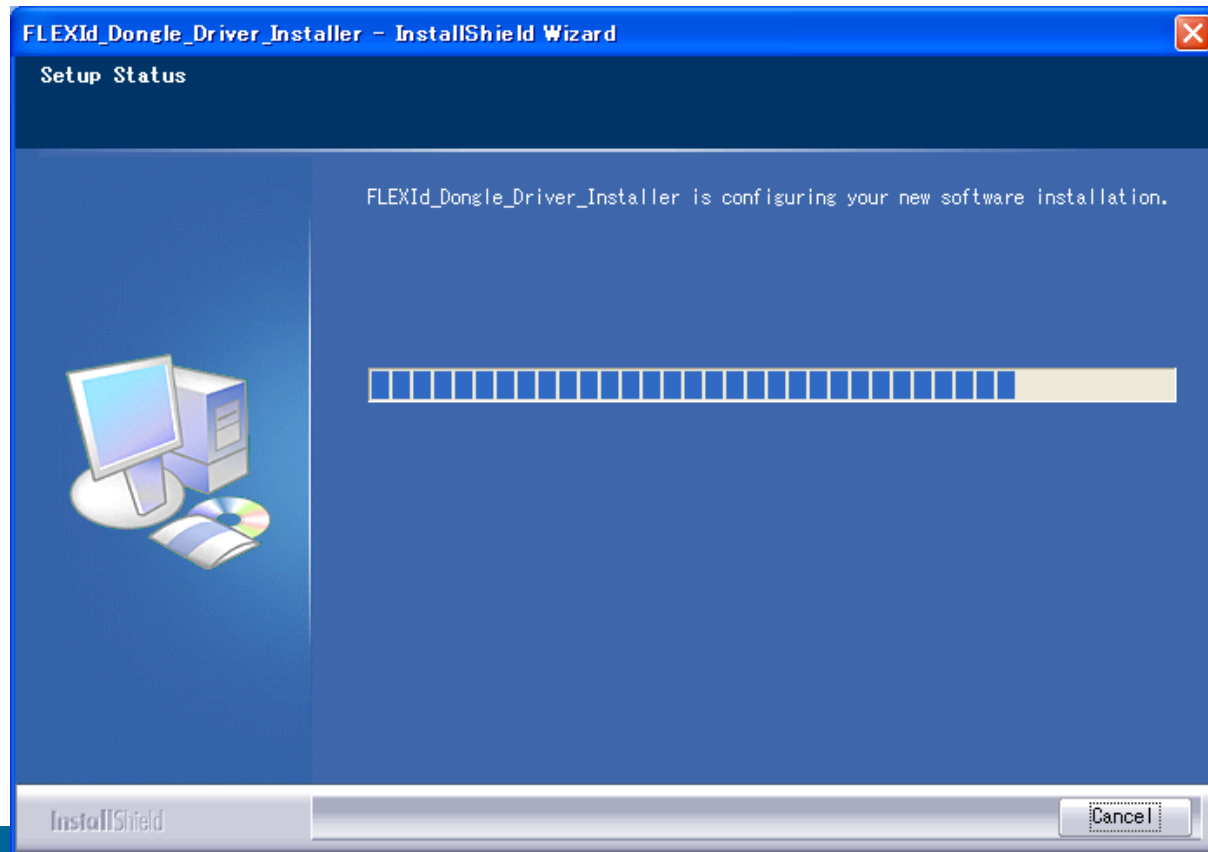 FLEXId_Dongle_Driver_Installer - InstallShield Wizard
Setup Status
FLEXId_Dongle_Driver_Installer is configuring your new software installation.
InstallShield
Cancel